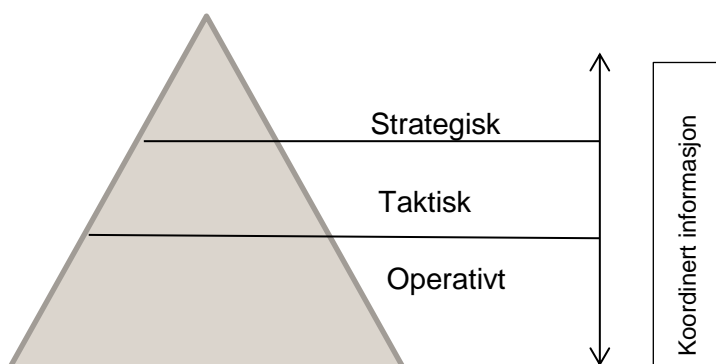 Strategisk
Taktisk
Operativt
Koordinert informasjon